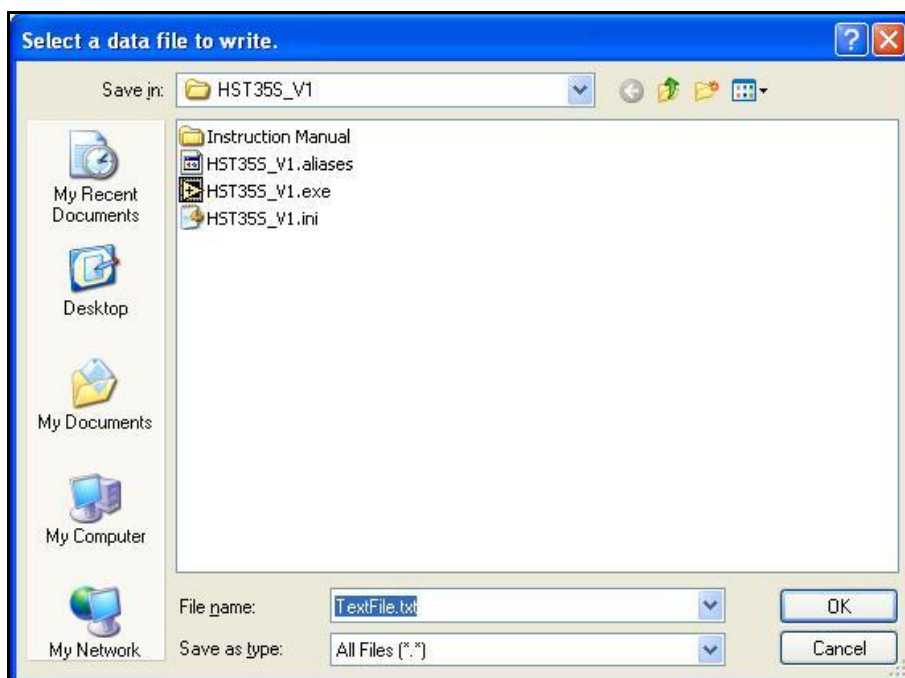 Select a data file to write.
Save in:
HST35S_V1
My Recent
Documents
Desktop
My Documents
My Computer
My Network
Instruction Manual
HST35S_V1.aliases
HST35S_V1.exe
HST35S_V1.ini
File name:
TextFile.txt
OK
Save as type:
All Files (*.*)
Cancel